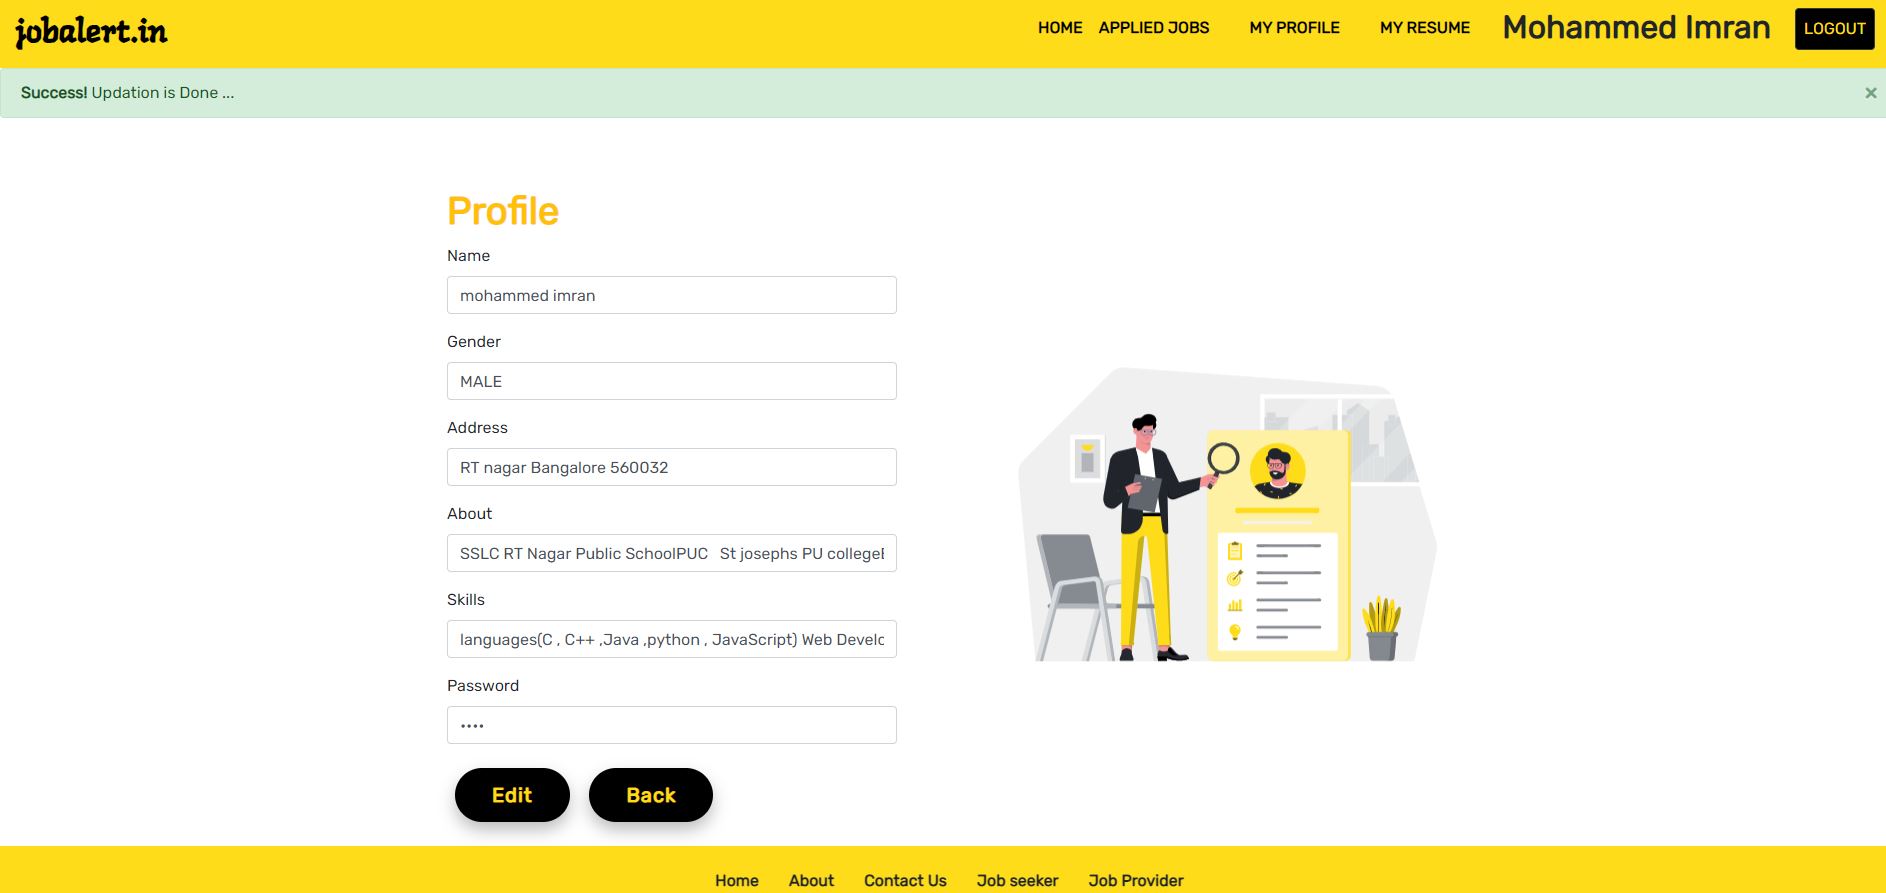 jobalert.in
HOME APPLIED JOBS MY PROFILE MY RESUME Mohammed Imran LOGOUT
Success! Updation is Done ...
×
Profile
Name
mohammed imran
Gender
MALE
Address
RT nagar Bangalore 560032
About
SSLC RT Nagar Public SchoolPUC St josephs PU college
Skills
languages(C , C++ ,Java ,python , JavaScript) Web Develo
Password
••••
Edit Back
Home About Contact Us Job seeker Job Provider